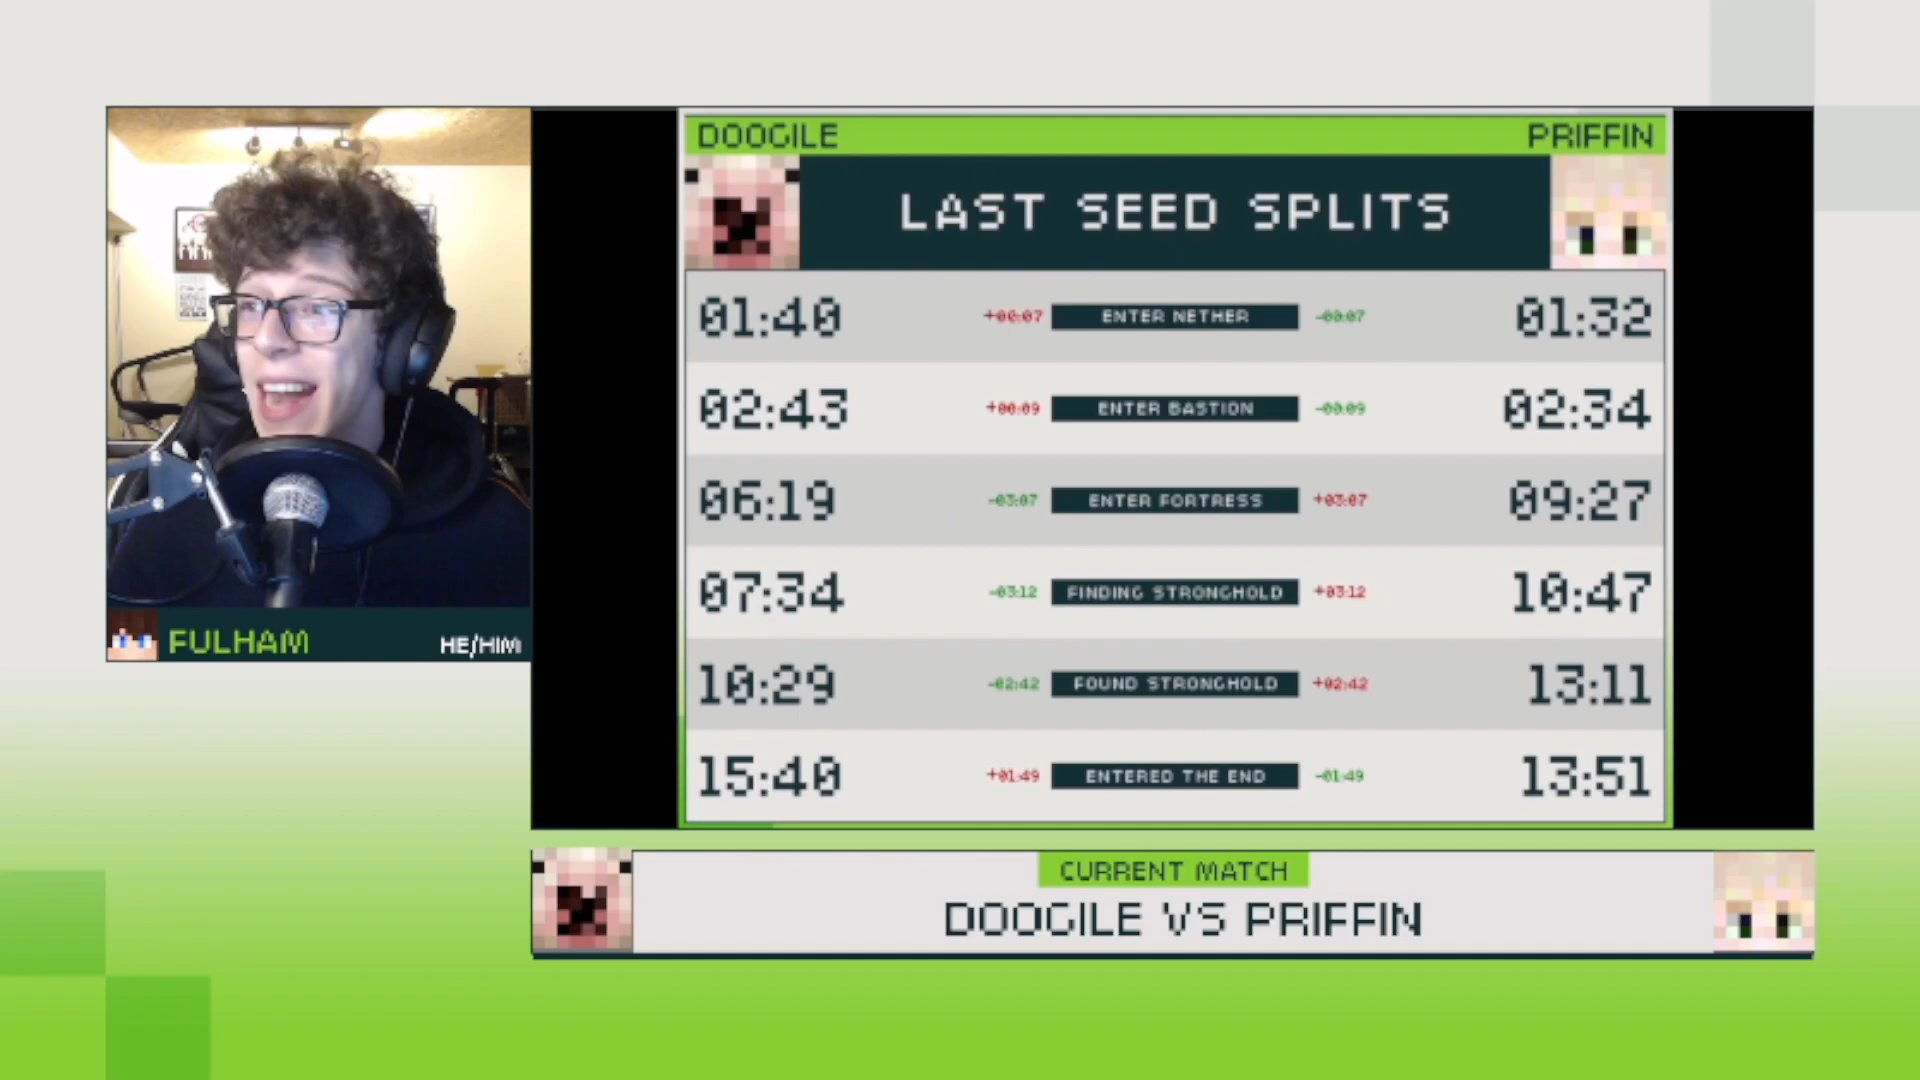 DOOGILE PRIFFIN
LAST SEED SPLITS
01:40 +00:07 ENTER NETHER -00:07 01:32
02:43 +00:09 ENTER BASTION -00:09 02:34
06:19 -03:07 ENTER FORTRESS +03:07 09:27
07:34 -03:12 FINDING STRONGHOLD +03:12 10:47
10:29 -02:42 FOUND STRONGHOLD +02:42 13:11
15:40 +01:49 ENTERED THE END -01:49 13:51
FULHAM HE/HIM
CURRENT MATCH
DOOGILE VS PRIFFIN